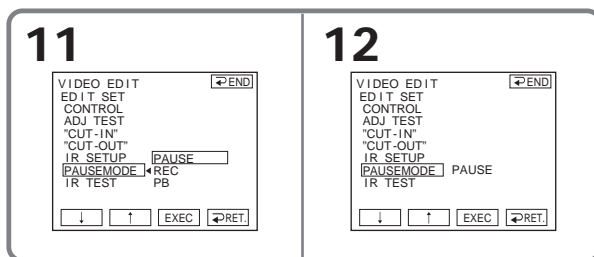 11
VIDEO EDIT ⮌END
EDIT SET
CONTROL
ADJ TEST
"CUT-IN"
"CUT-OUT"
IR SETUP PAUSE
PAUSEMODE ◂REC
IR TEST PB
↓ ↑ EXEC ⮌RET.
12
VIDEO EDIT ⮌END
EDIT SET
CONTROL
ADJ TEST
"CUT-IN"
"CUT-OUT"
IR SETUP
PAUSEMODE PAUSE
IR TEST
↓ ↑ EXEC ⮌RET.